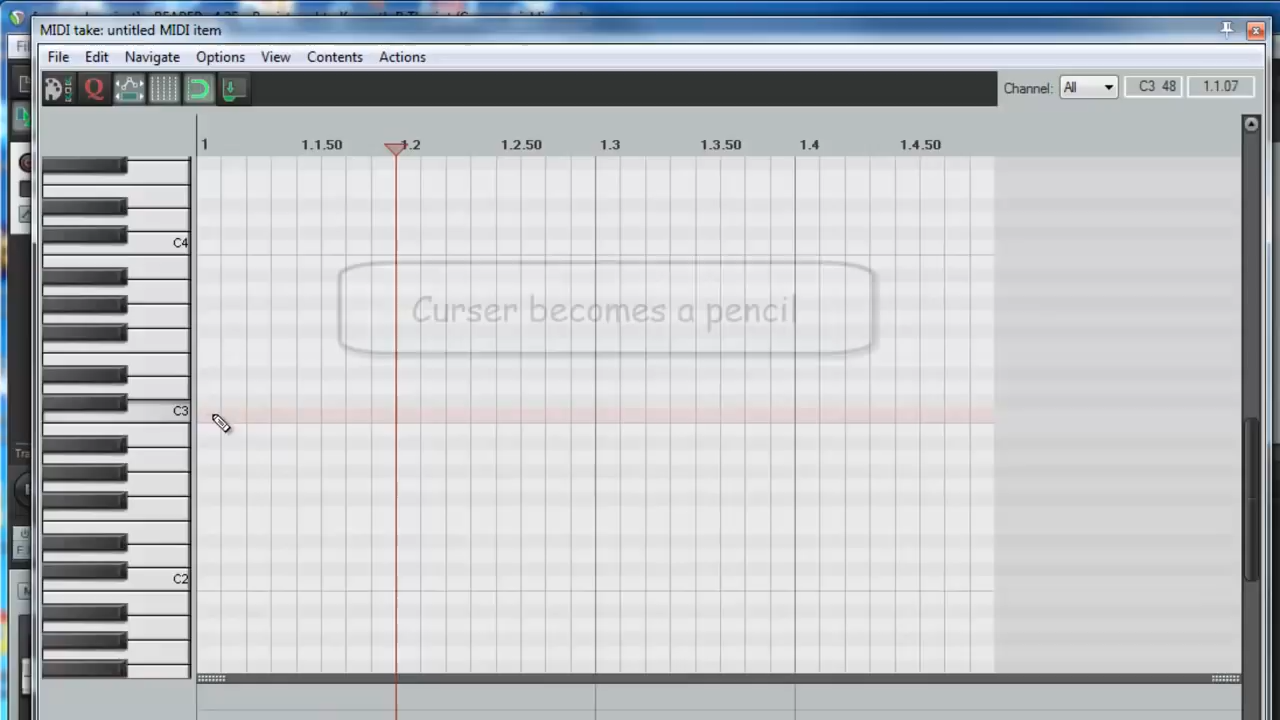 MIDI take: untitled MIDI item
File Edit Navigate Options View Contents Actions
Q Channel: All C3 48 1.1.07
1 1.1.50 1.2 1.2.50 1.3 1.3.50 1.4 1.4.50
C4
Curser becomes a pencil
C3
C2